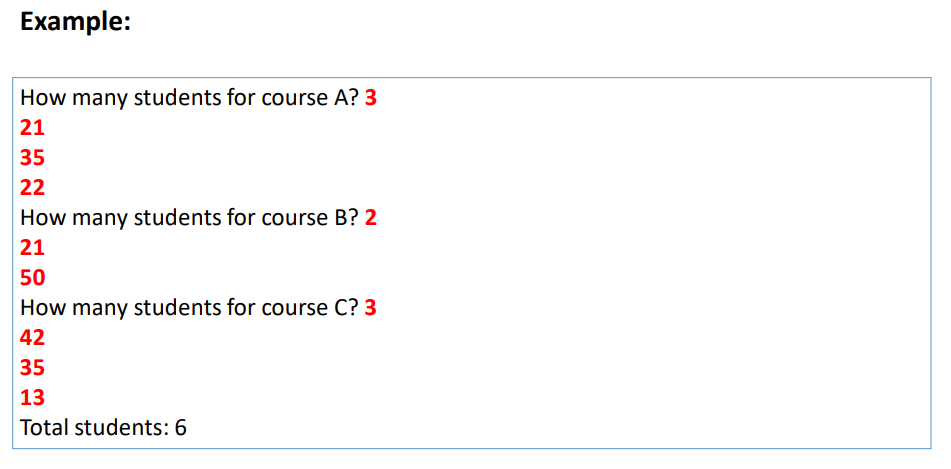 Example:
How many students for course A? 3
21
35
22
How many students for course B? 2
21
50
How many students for course C? 3
42
35
13
Total students: 6